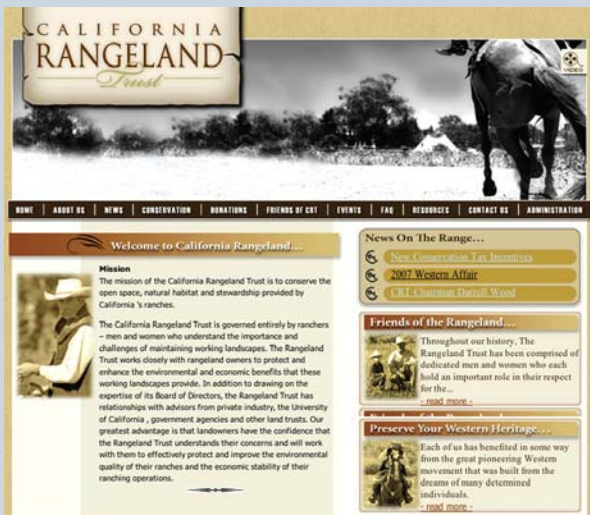 CALIFORNIA
RANGELAND
Trust
VIDEO
HOME | ABOUT US | NEWS | CONSERVATION | DONATIONS | FRIENDS OF CRT | EVENTS | FAQ | RESOURCES | CONTACT US | ADMINISTRATION
Welcome to California Rangeland...
Mission
The mission of the California Rangeland Trust is to conserve the
open space, natural habitat and stewardship provided by
California 's ranches.
The California Rangeland Trust is governed entirely by ranchers
– men and women who understand the importance and
challenges of maintaining working landscapes. The Rangeland
Trust works closely with rangeland owners to protect and
enhance the environmental and economic benefits that these
working landscapes provide. In addition to drawing on the
expertise of its Board of Directors, the Rangeland Trust has
relationships with advisors from private industry, the University
of California , government agencies and other land trusts. Our
greatest advantage is that landowners have the confidence that
the Rangeland Trust understands their concerns and will work
with them to effectively protect and improve the environmental
quality of their ranches and the economic stability of their
ranching operations.
News On The Range...
New Conservation Tax Incentives
2007 Western Affair
CRT Chairman Darrell Wood
Friends of the Rangeland...
Throughout our history, The
Rangeland Trust has been comprised of
dedicated men and women who each
hold an important role in their respect
for the...
- read more -
Friends of the Rangeland...
Preserve Your Western Heritage...
Each of us has benefited in some way
from the great pioneering Western
movement that was built from the
dreams of many determined
individuals.
- read more -